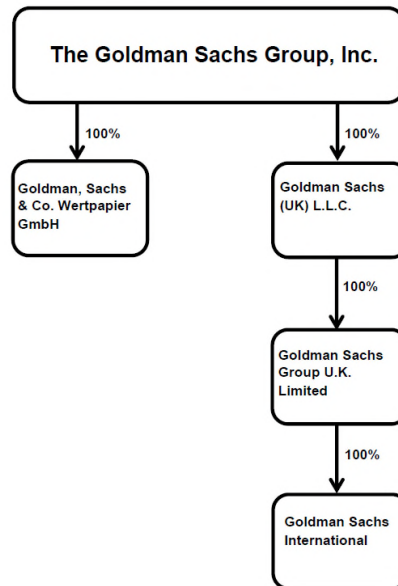 The Goldman Sachs Group, Inc.
100%
100%
Goldman, Sachs
& Co. Wertpapier
GmbH
Goldman Sachs
(UK) L.L.C.
100%
Goldman Sachs
Group U.K.
Limited
100%
Goldman Sachs
International